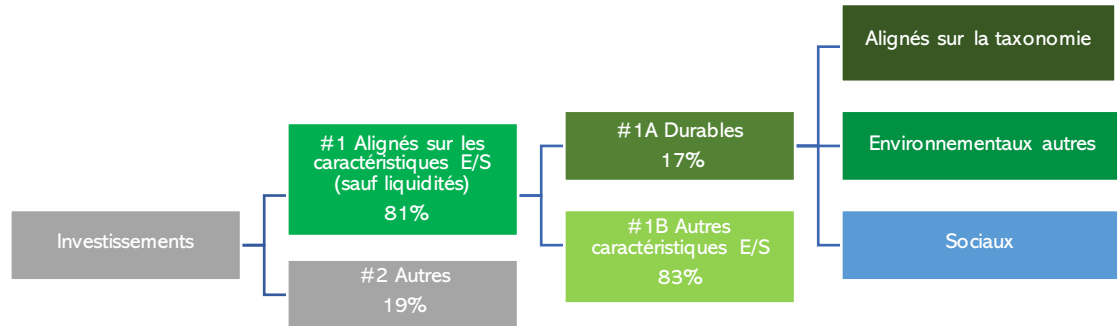 Investissements
#1 Alignés sur les
caractéristiques E/S
(sauf liquidités)
81%
#2 Autres
19%
#1A Durables
17%
#1B Autres
caractéristiques E/S
83%
Alignés sur la taxonomie
Environnementaux autres
Sociaux